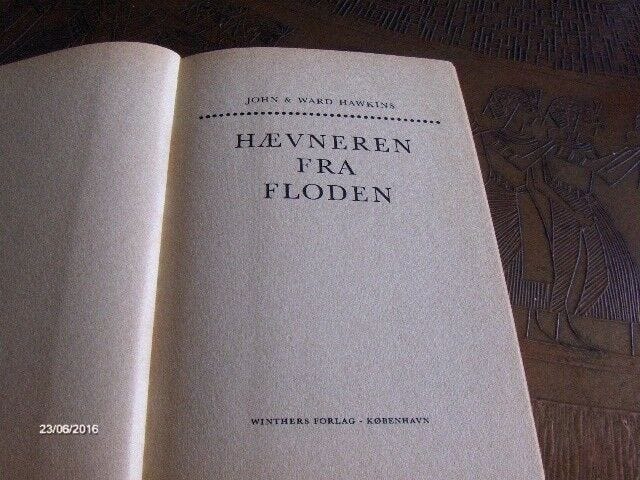 JOHN & WARD HAWKINS
HÆVNEREN
FRA
FLODEN
WINTHERS FORLAG - KØBENHAVN
23/06/2016